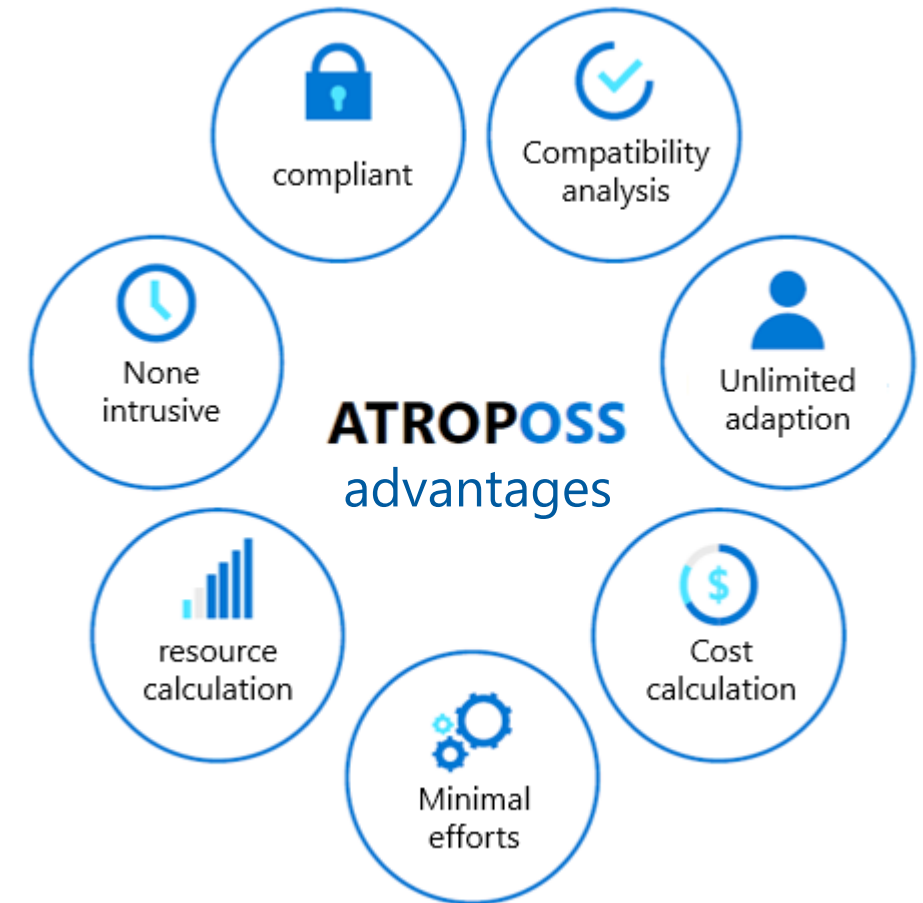 compliant
Compatibility
analysis
None
intrusive
Unlimited
adaption
ATROPOSS
advantages
resource
calculation
$
Cost
calculation
Minimal
efforts